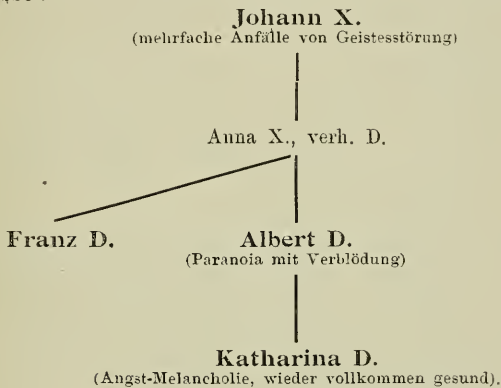 Johann X.
(mehrfache Anfälle von Geistesstörung)
Anna X., verh. D.
Franz D. Albert D.
(Paranoia mit Verblödung)
Katharina D.
(Angst-Melancholie, wieder vollkommen gesund).